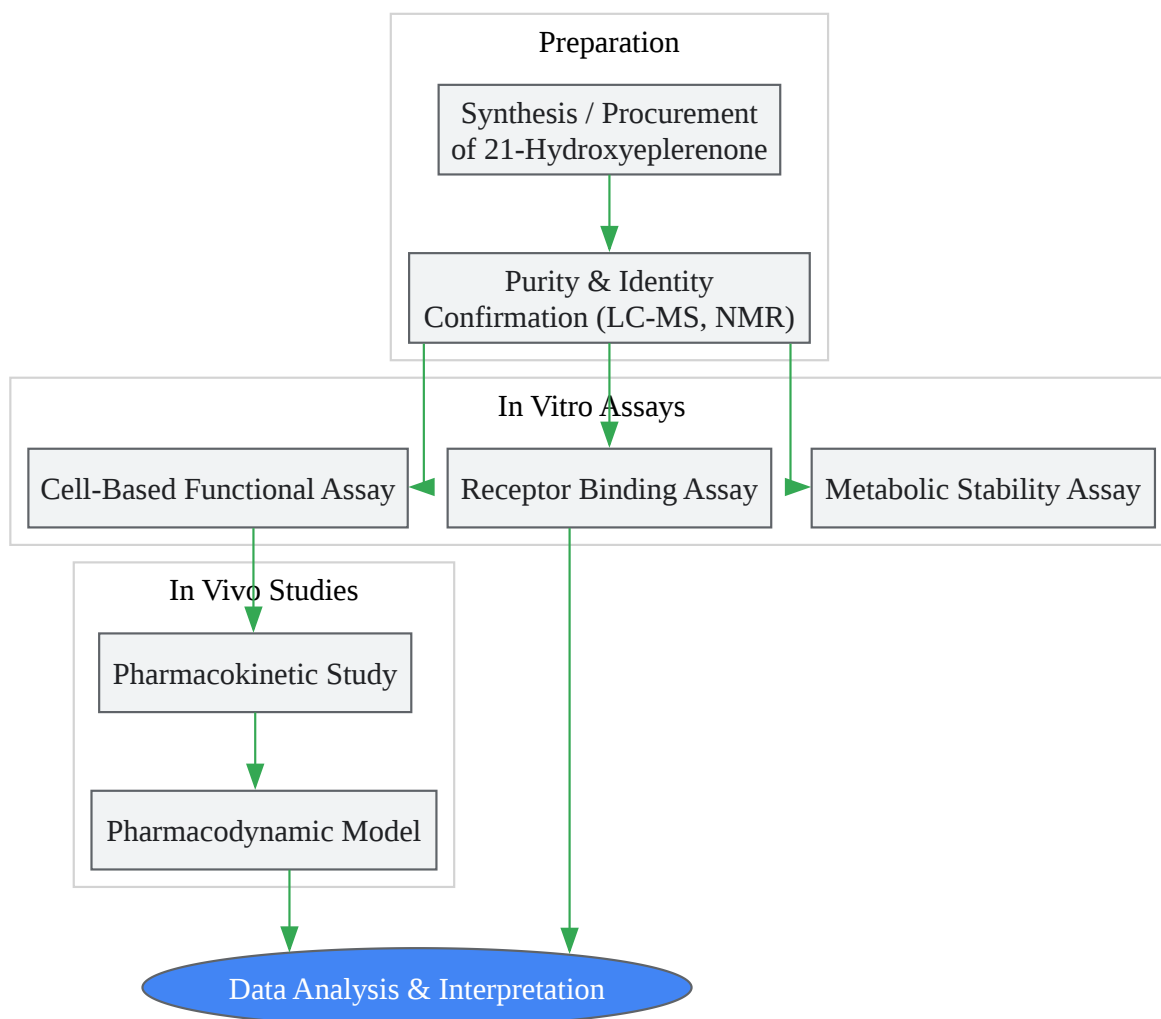 Preparation
Synthesis / Procurement
of 21-Hydroxyeplerenone
Purity & Identity
Confirmation (LC-MS, NMR)
In Vitro Assays
Cell-Based Functional Assay
Receptor Binding Assay
Metabolic Stability Assay
In Vivo Studies
Pharmacokinetic Study
Pharmacodynamic Model
Data Analysis & Interpretation